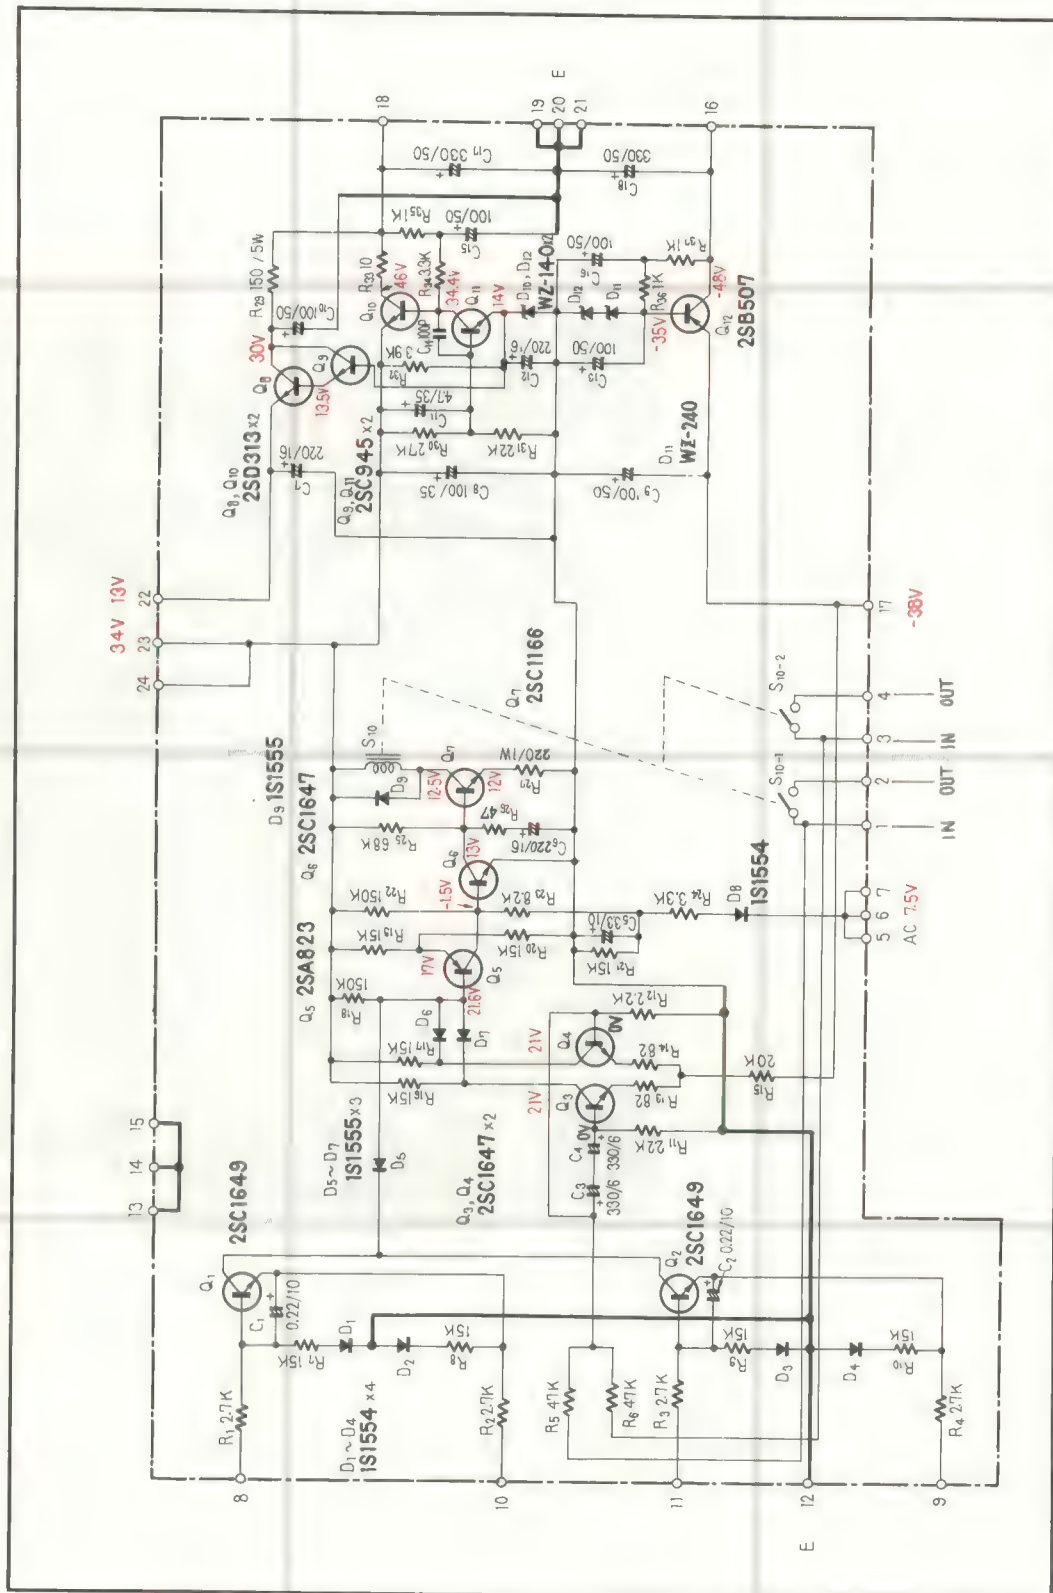 34V 13V
24
23
22
15
14
13
E
18
19
20
21
16
R29 150/5W
C10 100/50
30V
Q8
Q9
13.5V
C7
220/16
Q8, Q10
2SD313×2
Q9, Q11
2SC945×2
R33 10
46V
Q10
R35 1K
C17 330/50
R34 3.3K
34.4V
C15
100/50
C14 100P
Q11
14V
R32
3.9K
C11
47/35
R30 27K
R31 22K
C8 100/35
C12
220/16
D10, D12
WZ-140×2
D12
D11
C18
330/50
C16
100/50
C13
100/50
R36 1K
R37 1K
-35V
-48V
Q12
2SB507
C9 100/50
D11
WZ-240
17
-38V
D9 1S1555
Q6 2SC1647
Q7
2SC1166
S10
D9
Q7
12.5V
12V
R27
220/1W
R26 47
R25 68K
C6 220/16
13V
Q6
-1.5V
R22 150K
R23 8.2K
R19 15K
R20 15K
17V
Q5
21.6V
Q5 2SA823
R18
150K
D6
D7
R17 15K
R16 15K
C5 33/10
R21 15K
R24 3.3K
D8
1S1554
S10-2
S10-1
4
3
2
1
OUT
IN
OUT
IN
7
6
5
AC 7.5V
D5~D7
1S1555×3
D5
Q3, Q4
2SC1647×2
21V
21V
Q4
Q3
0V
0V
R12 2.2K
R14 82
R13 82
R11 2.2K
R15
20K
C4
330/6
C3
330/6
2SC1649
Q1
C1
0.22/10
R7
15K
D1
D2
R8
15K
R1 2.7K
D1~D4
1S1554×4
R2 2.7K
R5 47K
R6 47K
R3 2.7K
Q2
2SC1649
C2 0.22/10
R9
15K
D3
D4
R10
15K
R4 2.7K
8
10
11
12
9
E